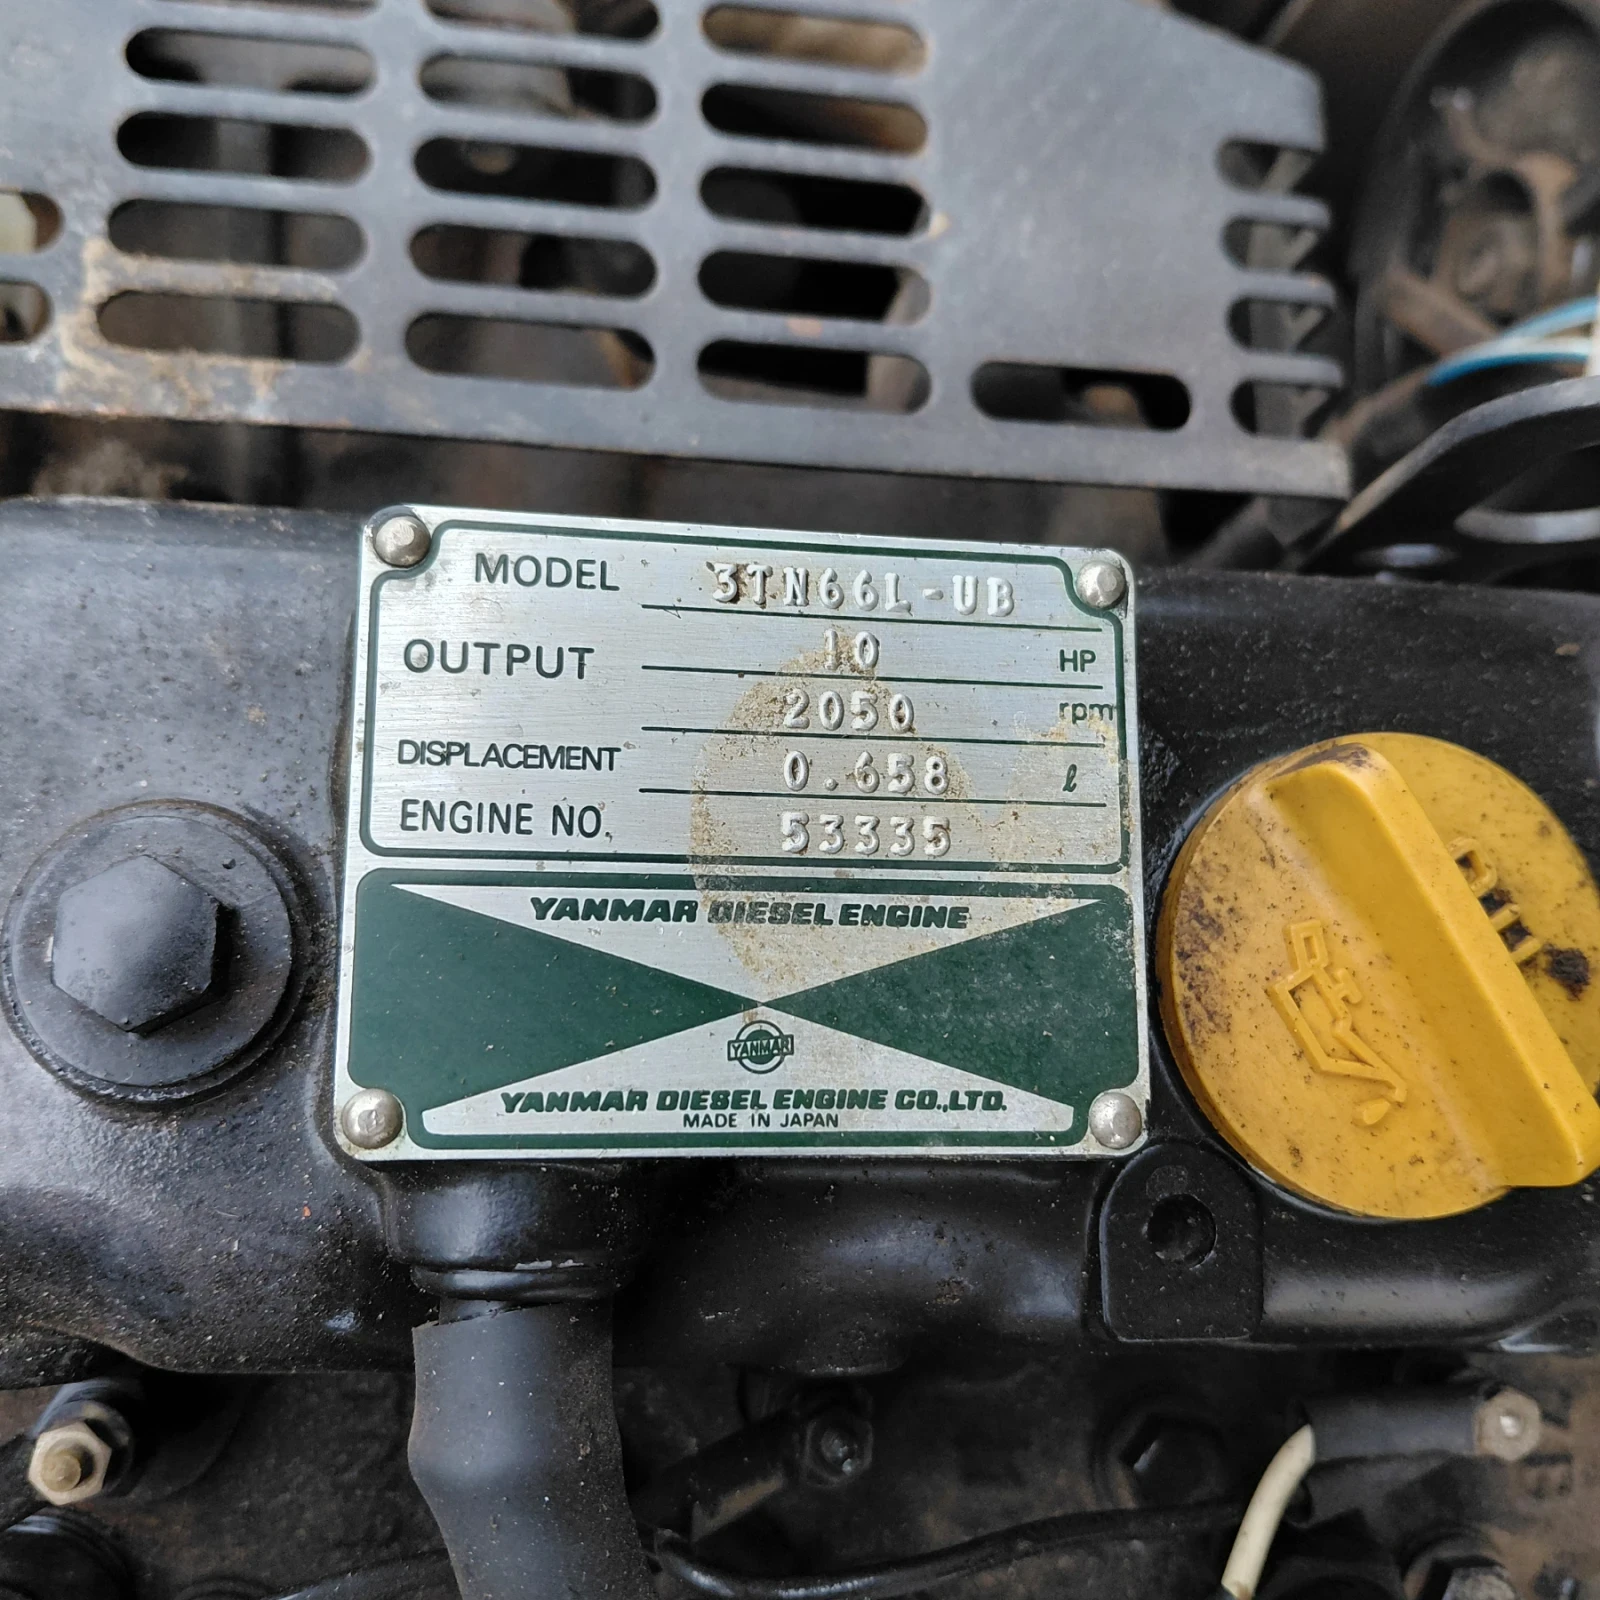 MODEL 3TN66L-UB
OUTPUT 10 HP
2050 rpm
DISPLACEMENT 0.658 ℓ
ENGINE NO. 53335
YANMAR DIESEL ENGINE
YANMAR
YANMAR DIESEL ENGINE CO.,LTD.
MADE IN JAPAN
OIL